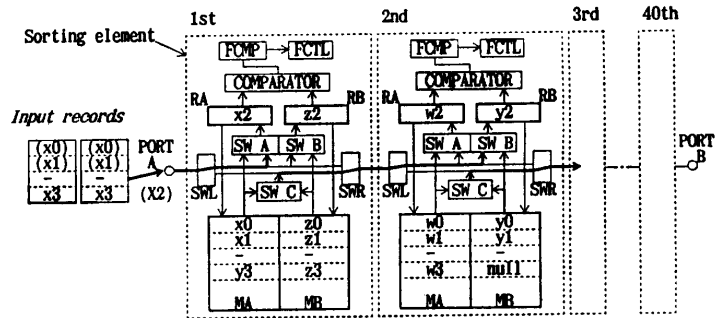 1st 2nd 3rd 40th
Sorting element
FCMP FCTL FCMP FCTL
COMPARATOR COMPARATOR
RA RB RA RB
x2 z2 w2 y2
Input records
SW A SW B SW A SW B
(x0) (x0) PORT A PORT B
(x1) (x1)
- -
x3 x3 (X2)
SWL SWR SWL SWR
SW C SW C
x0 z0 w0 y0
x1 z1 w1 y1
- - - -
y3 z3 w3 null
MA MB MA MB